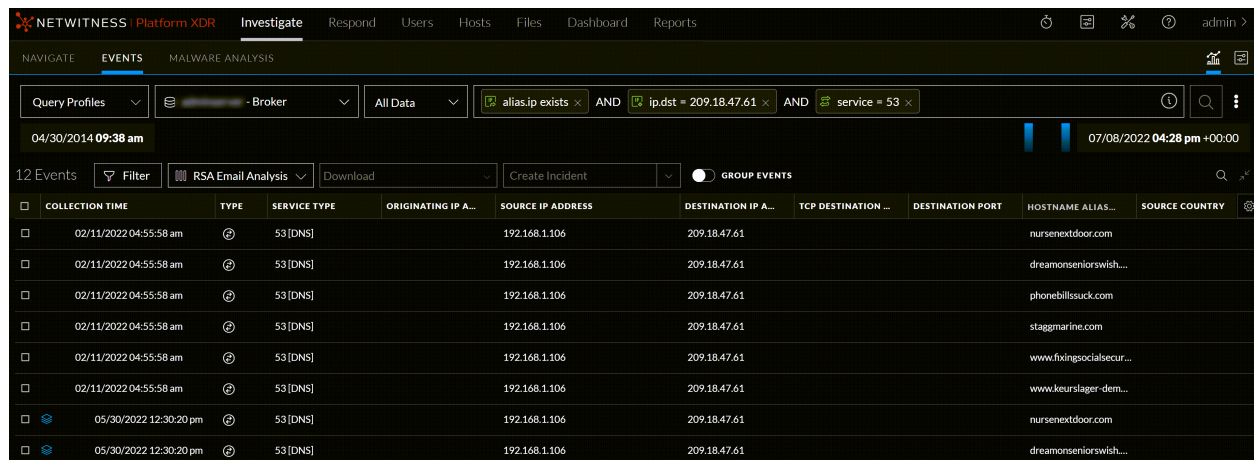 NETWITNESS | Platform XDR Investigate Respond Users Hosts Files Dashboard Reports admin >
NAVIGATE EVENTS MALWARE ANALYSIS
Query Profiles - Broker All Data alias.ip exists × AND ip.dst = 209.18.47.61 × AND service = 53 ×
04/30/2014 09:38 am 07/08/2022 04:28 pm +00:00
12 Events Filter RSA Email Analysis Download Create Incident GROUP EVENTS
COLLECTION TIME TYPE SERVICE TYPE ORIGINATING IP A... SOURCE IP ADDRESS DESTINATION IP A... TCP DESTINATION ... DESTINATION PORT HOSTNAME ALIAS... SOURCE COUNTRY
02/11/2022 04:55:58 am 53 [DNS] 192.168.1.106 209.18.47.61 nursenextdoor.com
02/11/2022 04:55:58 am 53 [DNS] 192.168.1.106 209.18.47.61 dreamonseniorswish....
02/11/2022 04:55:58 am 53 [DNS] 192.168.1.106 209.18.47.61 phonebillssuck.com
02/11/2022 04:55:58 am 53 [DNS] 192.168.1.106 209.18.47.61 staggmarine.com
02/11/2022 04:55:58 am 53 [DNS] 192.168.1.106 209.18.47.61 www.fixingsocialsecur...
02/11/2022 04:55:58 am 53 [DNS] 192.168.1.106 209.18.47.61 www.keurslager-dem...
05/30/2022 12:30:20 pm 53 [DNS] 192.168.1.106 209.18.47.61 nursenextdoor.com
05/30/2022 12:30:20 pm 53 [DNS] 192.168.1.106 209.18.47.61 dreamonseniorswish....